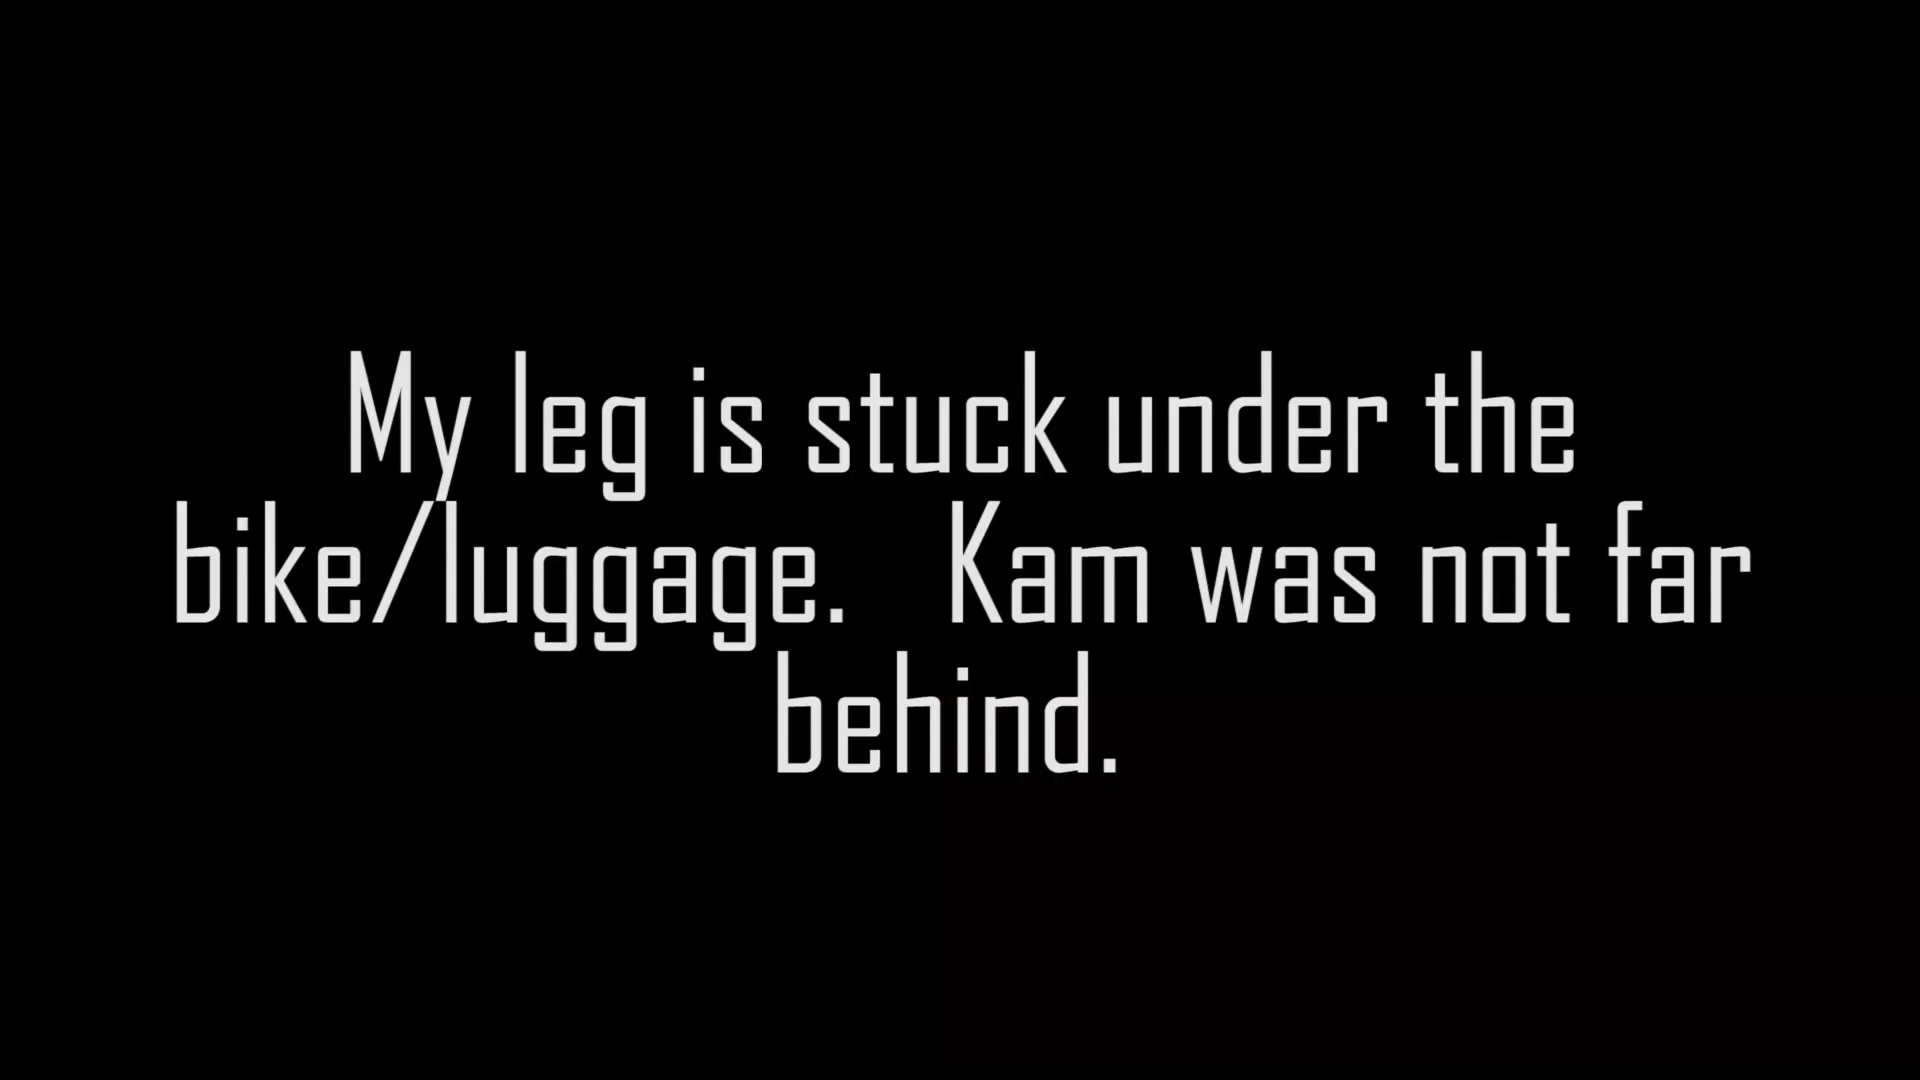 My leg is stuck under the
bike/luggage.   Kam was not far
behind.